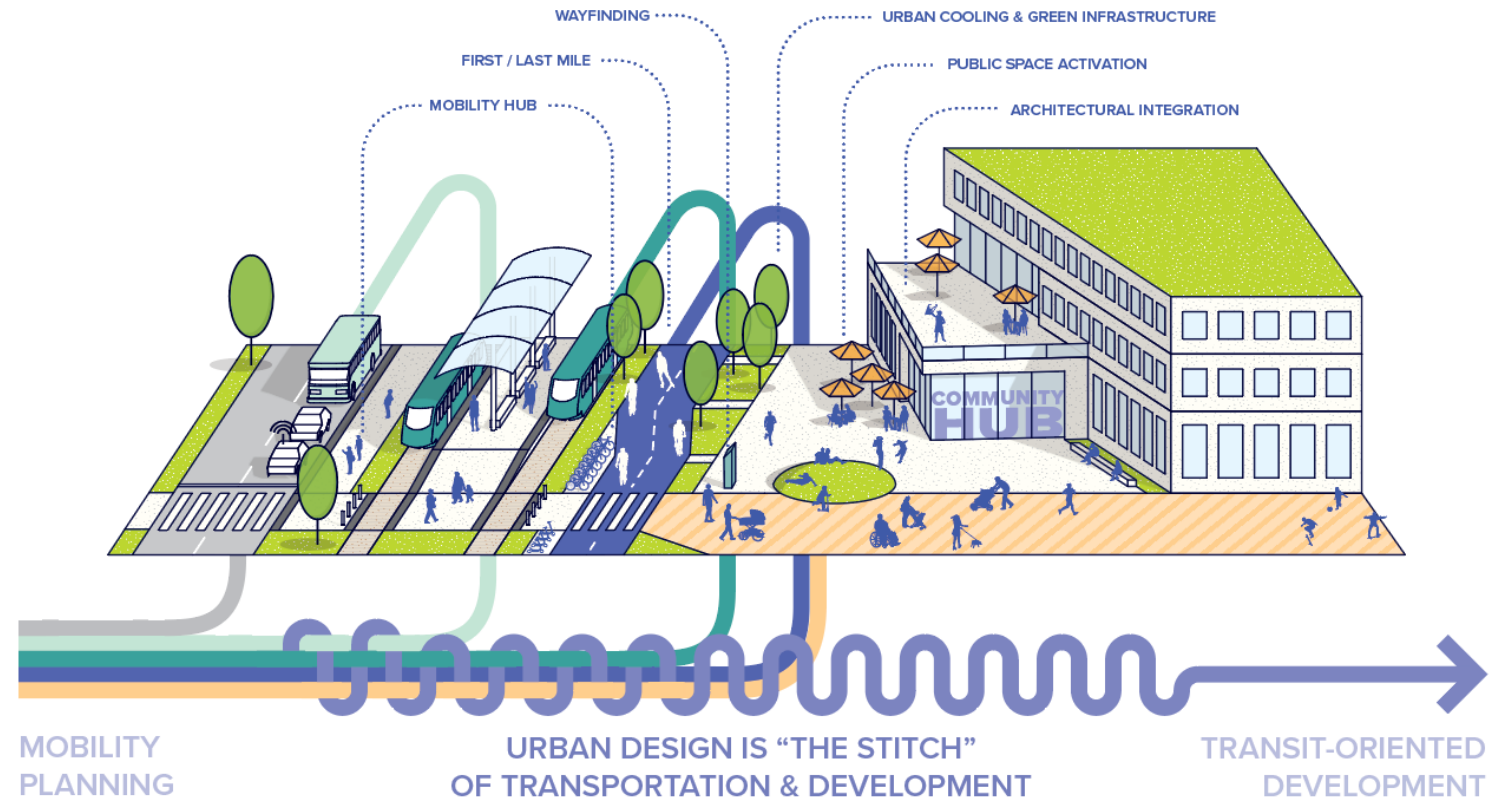 WAYFINDING
URBAN COOLING & GREEN INFRASTRUCTURE
FIRST / LAST MILE
PUBLIC SPACE ACTIVATION
MOBILITY HUB
ARCHITECTURAL INTEGRATION
COMMUNITY
HUB
MOBILITY
PLANNING
URBAN DESIGN IS “THE STITCH”
OF TRANSPORTATION & DEVELOPMENT
TRANSIT-ORIENTED
DEVELOPMENT